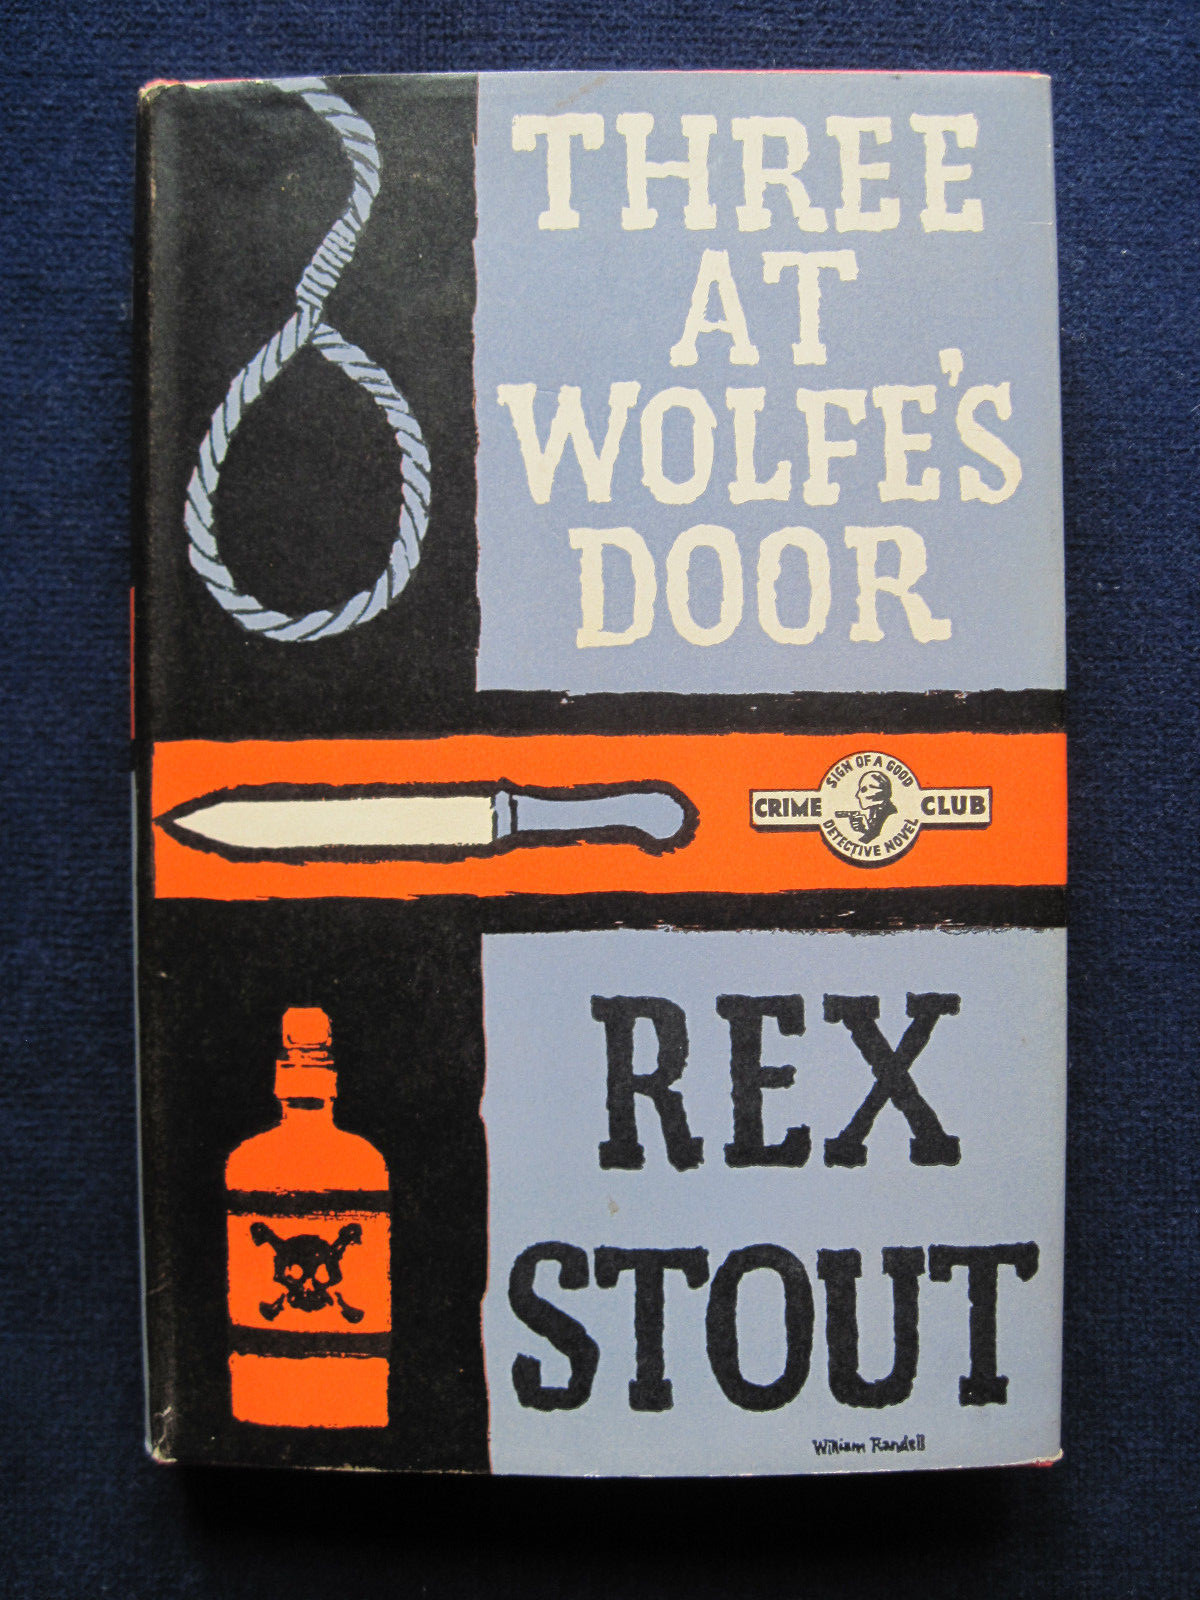 THREE
AT
WOLFE'S
DOOR
SIGN OF A GOOD
CRIME CLUB
DETECTIVE NOVEL
REX
STOUT
William Randell